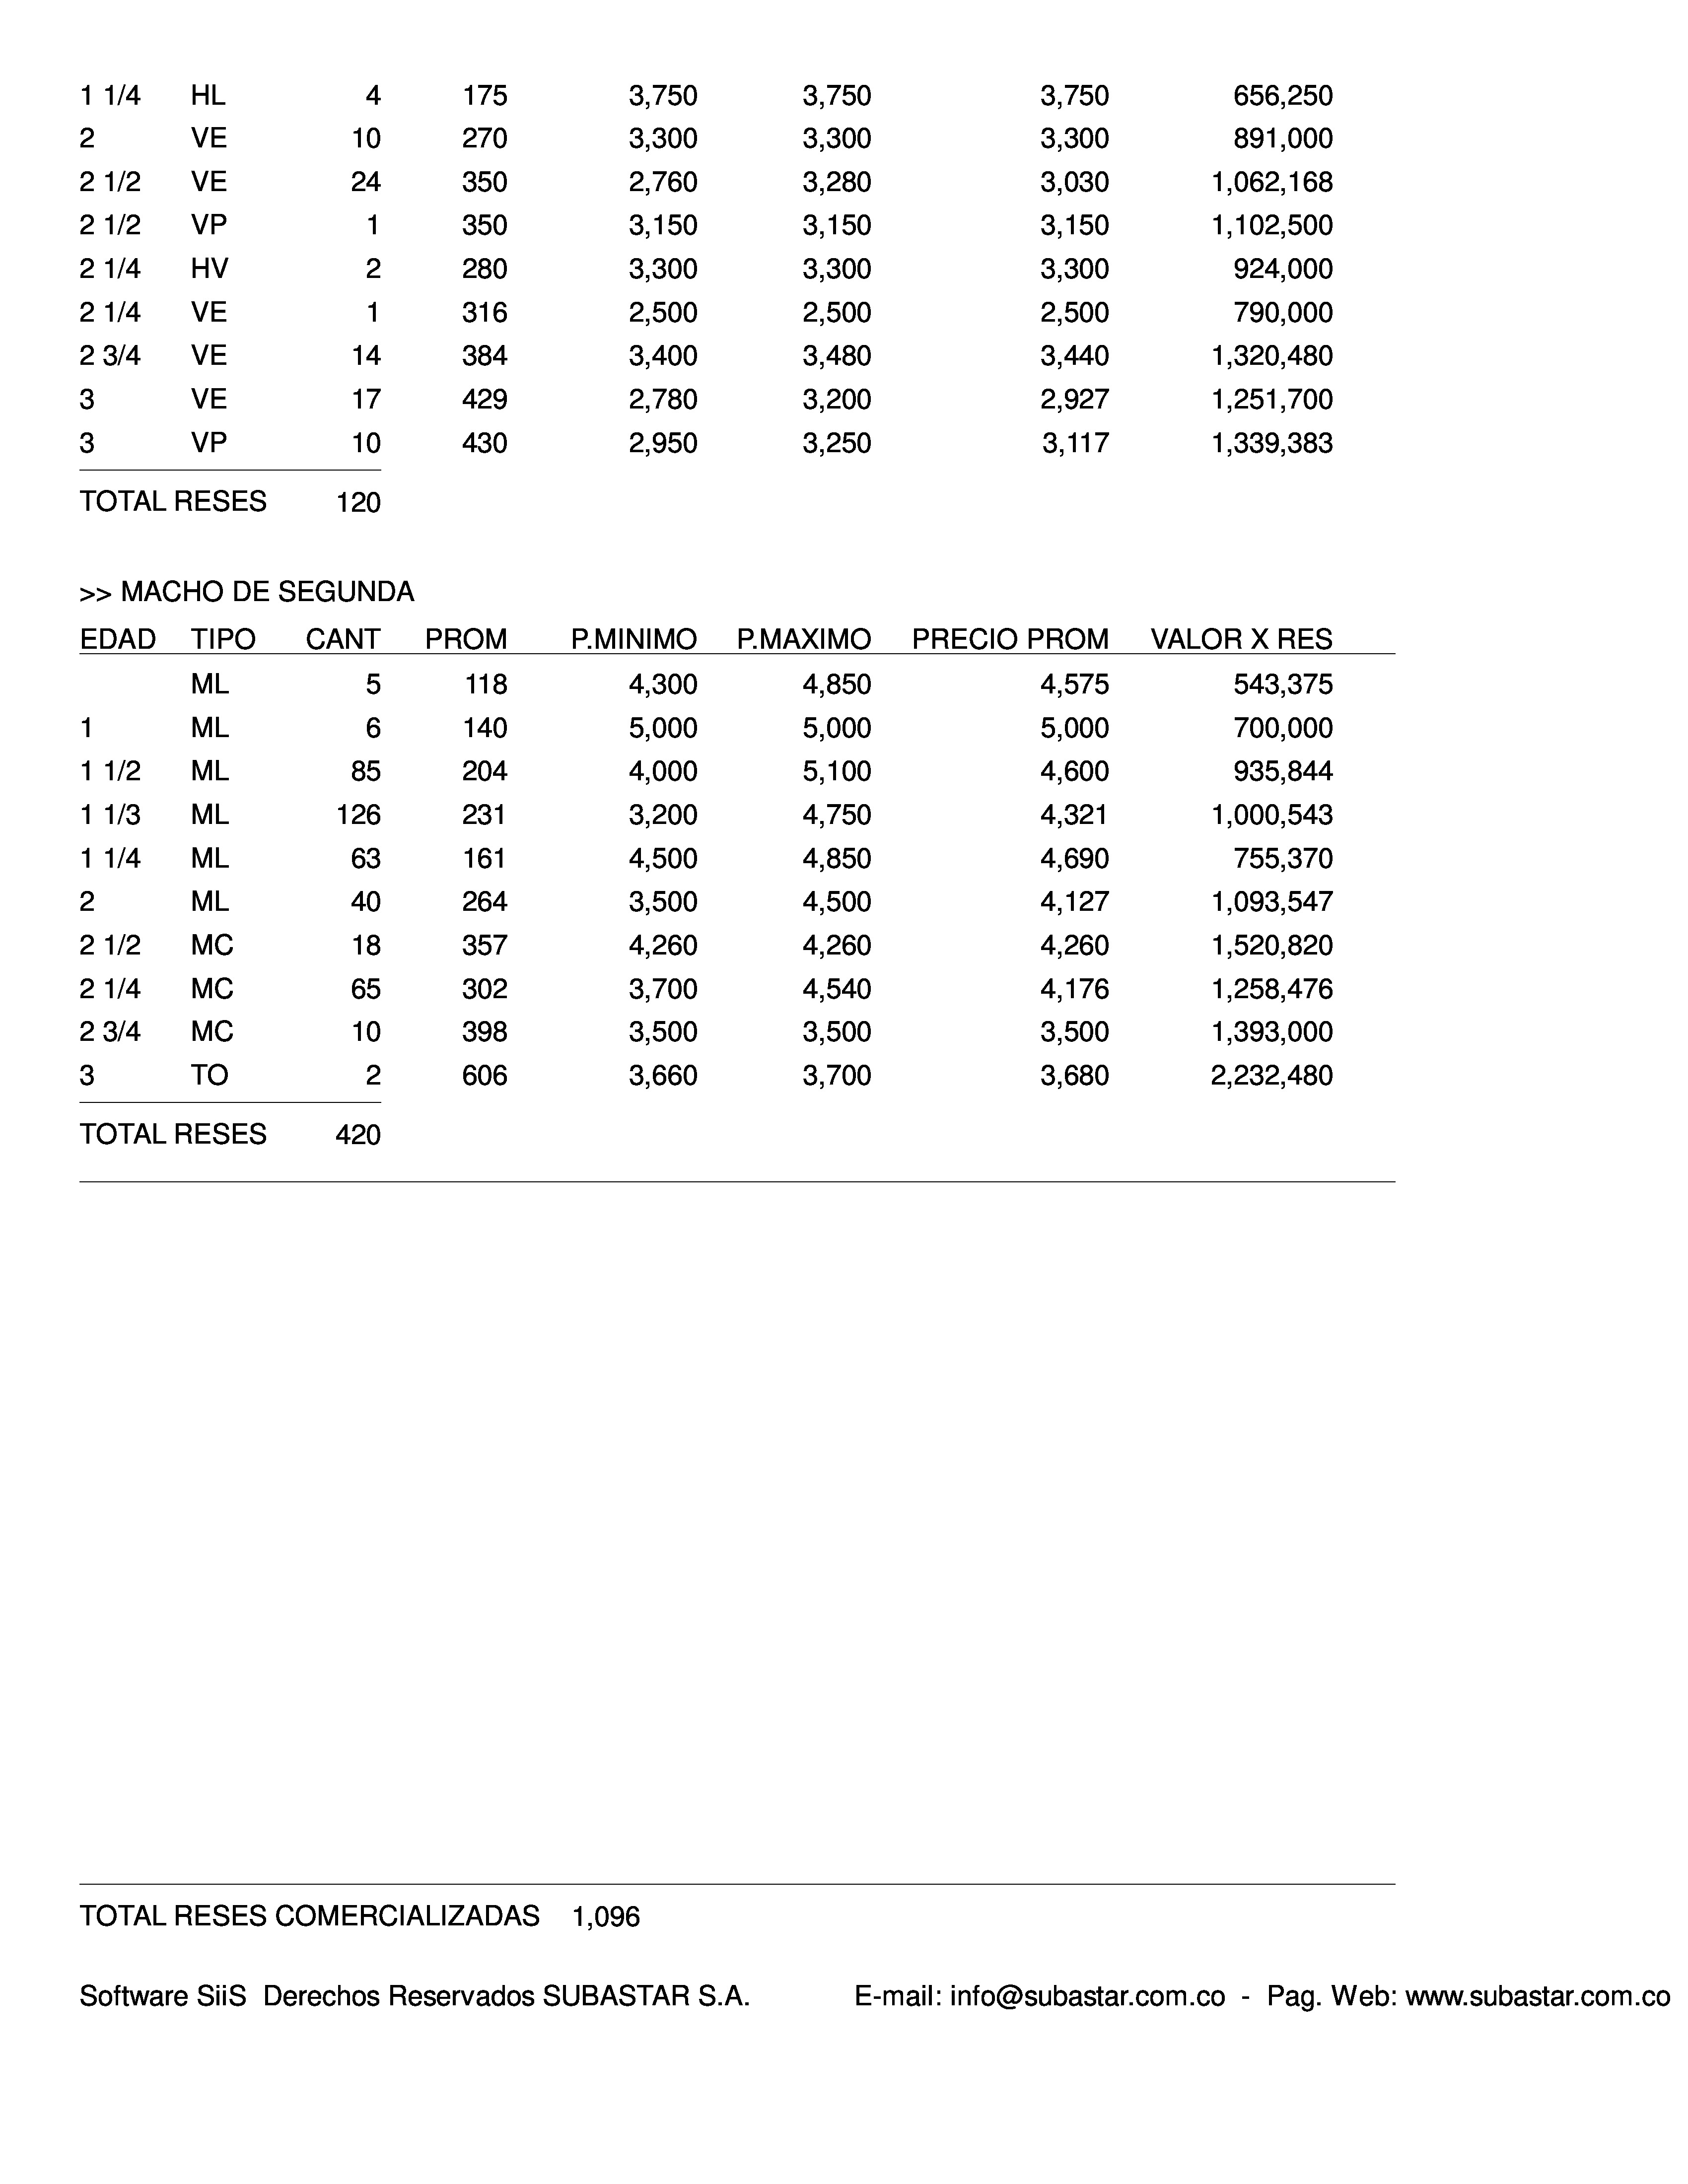 1 1/4 HL 4 175 3,750 3,750 3,750 656,250
2 VE 10 270 3,300 3,300 3,300 891,000
2 1/2 VE 24 350 2,760 3,280 3,030 1,062,168
2 1/2 VP 1 350 3,150 3,150 3,150 1,102,500
2 1/4 HV 2 280 3,300 3,300 3,300 924,000
2 1/4 VE 1 316 2,500 2,500 2,500 790,000
2 3/4 VE 14 384 3,400 3,480 3,440 1,320,480
3 VE 17 429 2,780 3,200 2,927 1,251,700
3 VP 10 430 2,950 3,250 3,117 1,339,383
TOTAL RESES 120
>> MACHO DE SEGUNDA
EDAD TIPO CANT PROM P.MINIMO P.MAXIMO PRECIO PROM VALOR X RES
ML 5 118 4,300 4,850 4,575 543,375
1 ML 6 140 5,000 5,000 5,000 700,000
1 1/2 ML 85 204 4,000 5,100 4,600 935,844
1 1/3 ML 126 231 3,200 4,750 4,321 1,000,543
1 1/4 ML 63 161 4,500 4,850 4,690 755,370
2 ML 40 264 3,500 4,500 4,127 1,093,547
2 1/2 MC 18 357 4,260 4,260 4,260 1,520,820
2 1/4 MC 65 302 3,700 4,540 4,176 1,258,476
2 3/4 MC 10 398 3,500 3,500 3,500 1,393,000
3 TO 2 606 3,660 3,700 3,680 2,232,480
TOTAL RESES 420
TOTAL RESES COMERCIALIZADAS 1,096
Software SiiS Derechos Reservados SUBASTAR S.A. E-mail: info@subastar.com.co - Pag. Web: www.subastar.com.co